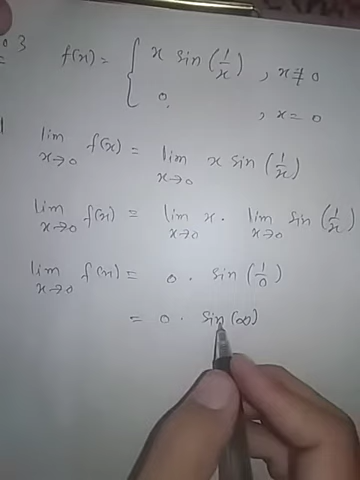 o 3
f(x) = { x sin(1/x) , x ≠ 0
0. , x = 0
lim x→0 f(x) = lim x→0 x sin(1/x)
lim x→0 f(x) = lim x→0 x · lim x→0 sin(1/x)
lim x→0 f(x) = 0 · sin(1/0)
= 0 · sin(∞)